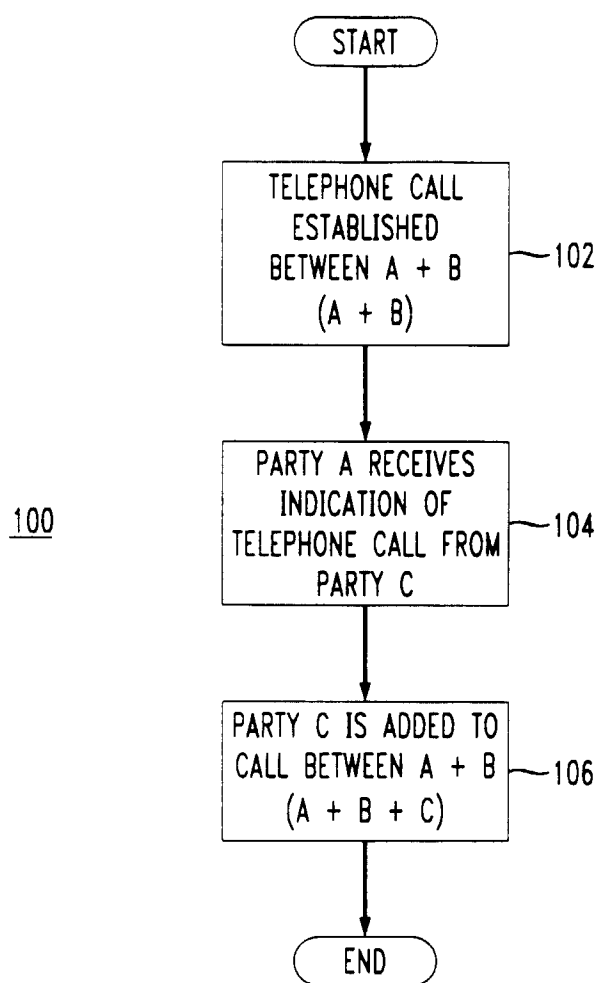 START
TELEPHONE CALL
ESTABLISHED
BETWEEN A + B
(A + B)
102
PARTY A RECEIVES
INDICATION OF
TELEPHONE CALL FROM
PARTY C
104
100
PARTY C IS ADDED TO
CALL BETWEEN A + B
(A + B + C)
106
END